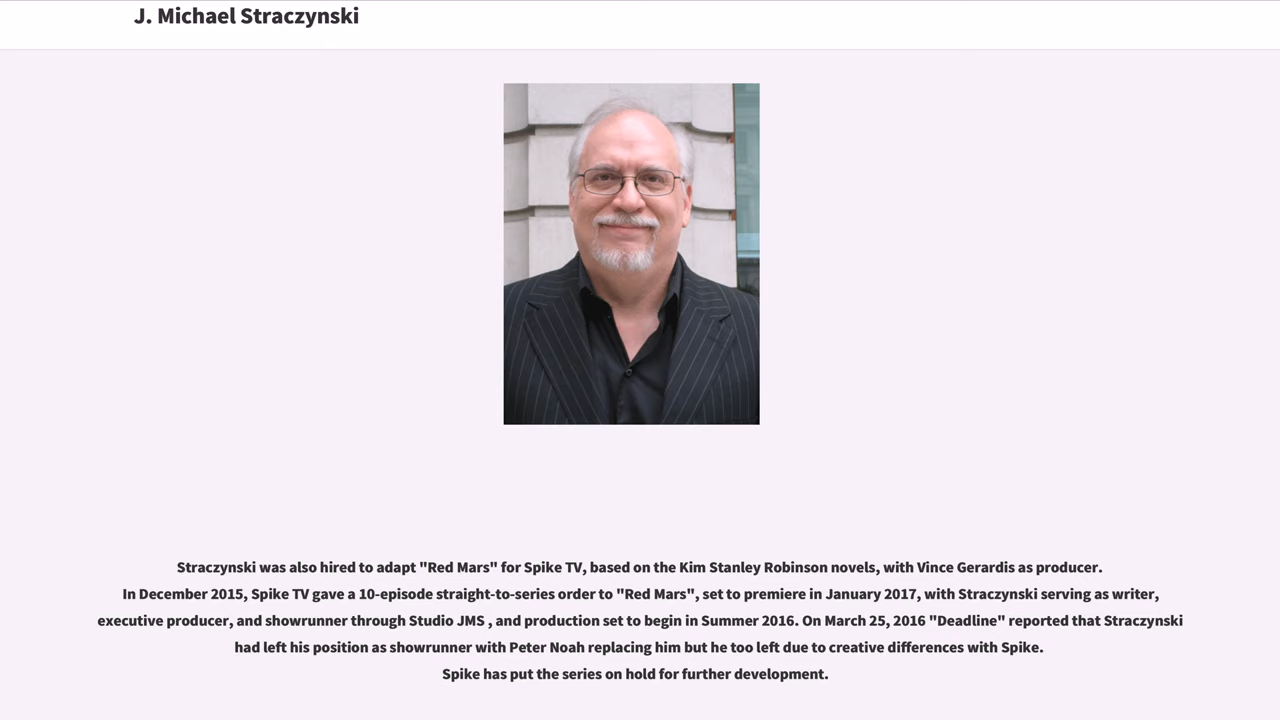 J. Michael Straczynski
Straczynski was also hired to adapt "Red Mars" for Spike TV, based on the Kim Stanley Robinson novels, with Vince Gerardis as producer.
In December 2015, Spike TV gave a 10-episode straight-to-series order to "Red Mars", set to premiere in January 2017, with Straczynski serving as writer,
executive producer, and showrunner through Studio JMS , and production set to begin in Summer 2016. On March 25, 2016 "Deadline" reported that Straczynski
had left his position as showrunner with Peter Noah replacing him but he too left due to creative differences with Spike.
Spike has put the series on hold for further development.